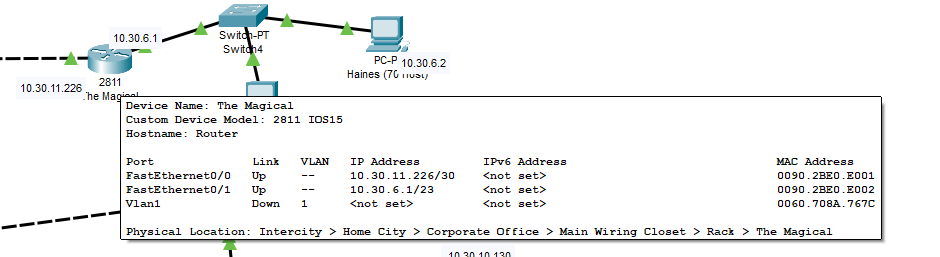 10.30.6.1
Switch-PT
Switch4
PC-P
10.30.6.2
Haines (70 Host)
2811
10.30.11.226
The Magical
Device Name: The Magical
Custom Device Model: 2811 IOS15
Hostname: Router
Port Link VLAN IP Address IPv6 Address MAC Address
FastEthernet0/0 Up -- 10.30.11.226/30 <not set> 0090.2BE0.E001
FastEthernet0/1 Up -- 10.30.6.1/23 <not set> 0090.2BE0.E002
Vlan1 Down 1 <not set> <not set> 0060.708A.767C
Physical Location: Intercity > Home City > Corporate Office > Main Wiring Closet > Rack > The Magical
10.30.10.130